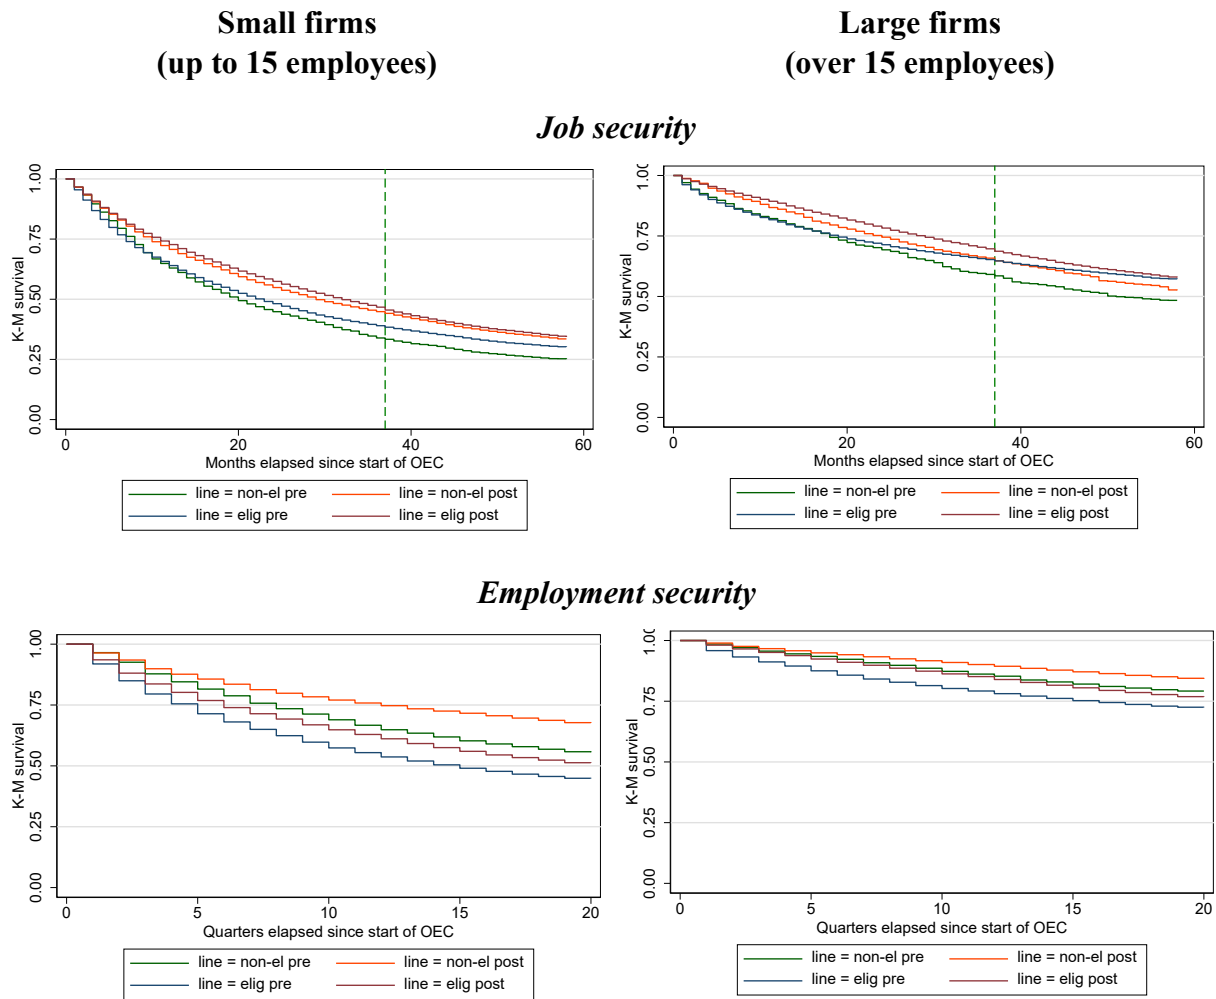 Small firms
(up to 15 employees)
Large firms
(over 15 employees)
Job security
K-M survival
0.00 0.25 0.50 0.75 1.00
0 20 40 60
Months elapsed since start of OEC
line = non-el pre line = non-el post
line = elig pre line = elig post
K-M survival
0.00 0.25 0.50 0.75 1.00
0 20 40 60
Months elapsed since start of OEC
line = non-el pre line = non-el post
line = elig pre line = elig post
Employment security
K-M survival
0.00 0.25 0.50 0.75 1.00
0 5 10 15 20
Quarters elapsed since start of OEC
line = non-el pre line = non-el post
line = elig pre line = elig post
K-M survival
0.00 0.25 0.50 0.75 1.00
0 5 10 15 20
Quarters elapsed since start of OEC
line = non-el pre line = non-el post
line = elig pre line = elig post